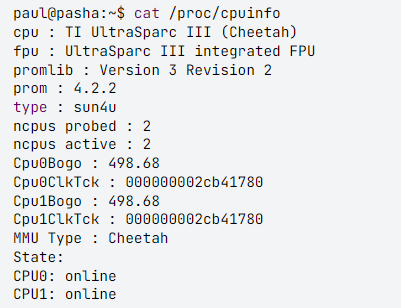 paul@pasha:~$ cat /proc/cpuinfo
cpu : TI UltraSparc III (Cheetah)
fpu : UltraSparc III integrated FPU
promlib : Version 3 Revision 2
prom : 4.2.2
type : sun4u
ncpus probed : 2
ncpus active : 2
Cpu0Bogo : 498.68
Cpu0ClkTck : 000000002cb41780
Cpu1Bogo : 498.68
Cpu1ClkTck : 000000002cb41780
MMU Type : Cheetah
State:
CPU0: online
CPU1: online